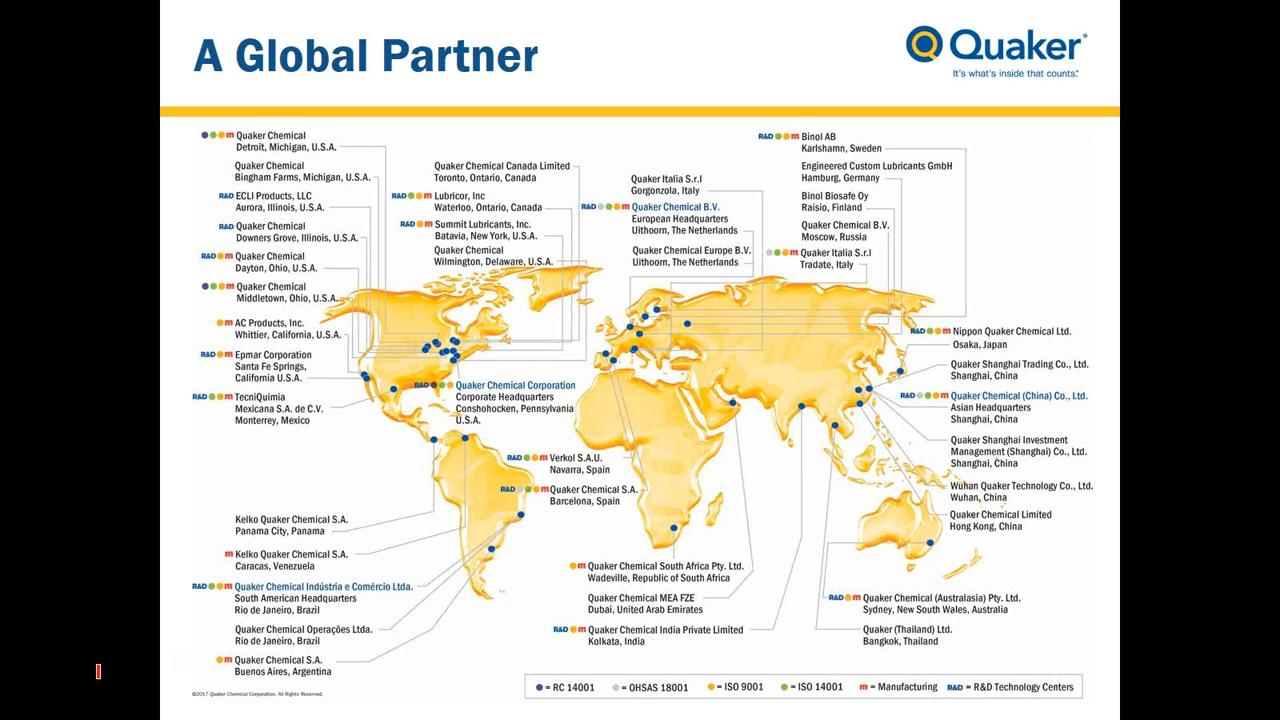 A Global Partner
Quaker®
It's what's inside that counts.™
m Quaker Chemical
Detroit, Michigan, U.S.A.
Quaker Chemical
Bingham Farms, Michigan, U.S.A.
R&D ECLI Products, LLC
Aurora, Illinois, U.S.A.
R&D Quaker Chemical
Downers Grove, Illinois, U.S.A.
R&D m Quaker Chemical
Dayton, Ohio, U.S.A.
m Quaker Chemical
Middletown, Ohio, U.S.A.
m AC Products, Inc.
Whittier, California, U.S.A.
R&D m Epmar Corporation
Santa Fe Springs,
California U.S.A.
R&D m TecniQuimia
Mexicana S.A. de C.V.
Monterrey, Mexico
Quaker Chemical Canada Limited
Toronto, Ontario, Canada
R&D m Lubricor, Inc
Waterloo, Ontario, Canada
R&D m Summit Lubricants, Inc.
Batavia, New York, U.S.A.
Quaker Chemical
Wilmington, Delaware, U.S.A.
R&D Quaker Chemical Corporation
Corporate Headquarters
Conshohocken, Pennsylvania
U.S.A.
Quaker Italia S.r.l
Gorgonzola, Italy
R&D m Quaker Chemical B.V.
European Headquarters
Uithoorn, The Netherlands
Quaker Chemical Europe B.V.
Uithoorn, The Netherlands
R&D m Binol AB
Karlshamn, Sweden
Engineered Custom Lubricants GmbH
Hamburg, Germany
Binol Biosafe Oy
Raisio, Finland
Quaker Chemical B.V.
Moscow, Russia
m Quaker Italia S.r.l
Tradate, Italy
R&D m Nippon Quaker Chemical Ltd.
Osaka, Japan
Quaker Shanghai Trading Co., Ltd.
Shanghai, China
R&D m Quaker Chemical (China) Co., Ltd.
Asian Headquarters
Shanghai, China
Quaker Shanghai Investment
Management (Shanghai) Co., Ltd.
Shanghai, China
Wuhan Quaker Technology Co., Ltd.
Wuhan, China
Quaker Chemical Limited
Hong Kong, China
R&D m Verkol S.A.U.
Navarra, Spain
R&D m Quaker Chemical S.A.
Barcelona, Spain
Kelko Quaker Chemical S.A.
Panama City, Panama
m Kelko Quaker Chemical S.A.
Caracas, Venezuela
R&D m Quaker Chemical Indústria e Comércio Ltda.
South American Headquarters
Rio de Janeiro, Brazil
Quaker Chemical Operações Ltda.
Rio de Janeiro, Brazil
m Quaker Chemical S.A.
Buenos Aires, Argentina
m Quaker Chemical South Africa Pty. Ltd.
Wadeville, Republic of South Africa
Quaker Chemical MEA FZE
Dubai, United Arab Emirates
R&D m Quaker Chemical India Private Limited
Kolkata, India
R&D m Quaker Chemical (Australasia) Pty. Ltd.
Sydney, New South Wales, Australia
Quaker (Thailand) Ltd.
Bangkok, Thailand
©2017 Quaker Chemical Corporation. All Rights Reserved.
= RC 14001 = OHSAS 18001 = ISO 9001 = ISO 14001 m = Manufacturing R&D = R&D Technology Centers